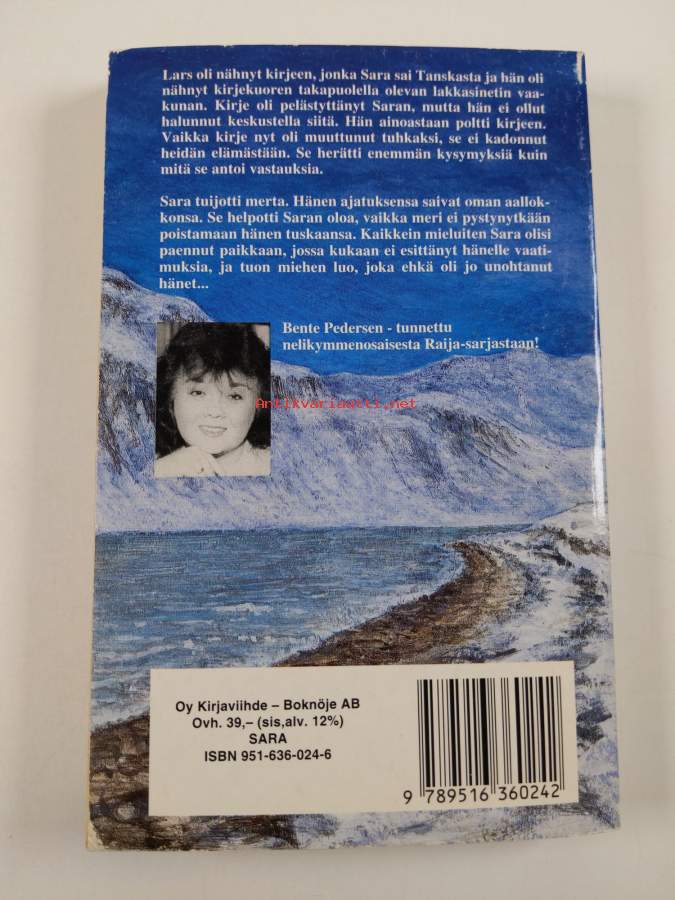 Lars oli nähnyt kirjeen, jonka Sara sai Tanskasta ja hän oli
nähnyt kirjekuoren takapuolella olevan lakkasinetin vaa-
kunan. Kirje oli pelästyttänyt Saran, mutta hän ei ollut
halunnut keskustella siitä. Hän ainoastaan poltti kirjeen.
Vaikka kirje nyt oli muuttunut tuhkaksi, se ei kadonnut
heidän elämästään. Se herätti enemmän kysymyksiä kuin
mitä se antoi vastauksia.
Sara tuijotti merta. Hänen ajatuksensa saivat oman aallok-
konsa. Se helpotti Saran oloa, vaikka meri ei pystynytkään
poistamaan hänen tuskaansa. Kaikkein mieluiten Sara olisi
paennut paikkaan, jossa kukaan ei esittänyt hänelle vaati-
muksia, ja tuon miehen luo, joka ehkä oli jo unohtanut
hänet...
Bente Pedersen - tunnettu
nelikymmenosaisesta Raija-sarjastaan!
Antikvariaatti.net
Oy Kirjaviihde – Boknöje AB
Ovh. 39,– (sis,alv. 12%)
SARA
ISBN 951-636-024-6
9 789516 360242